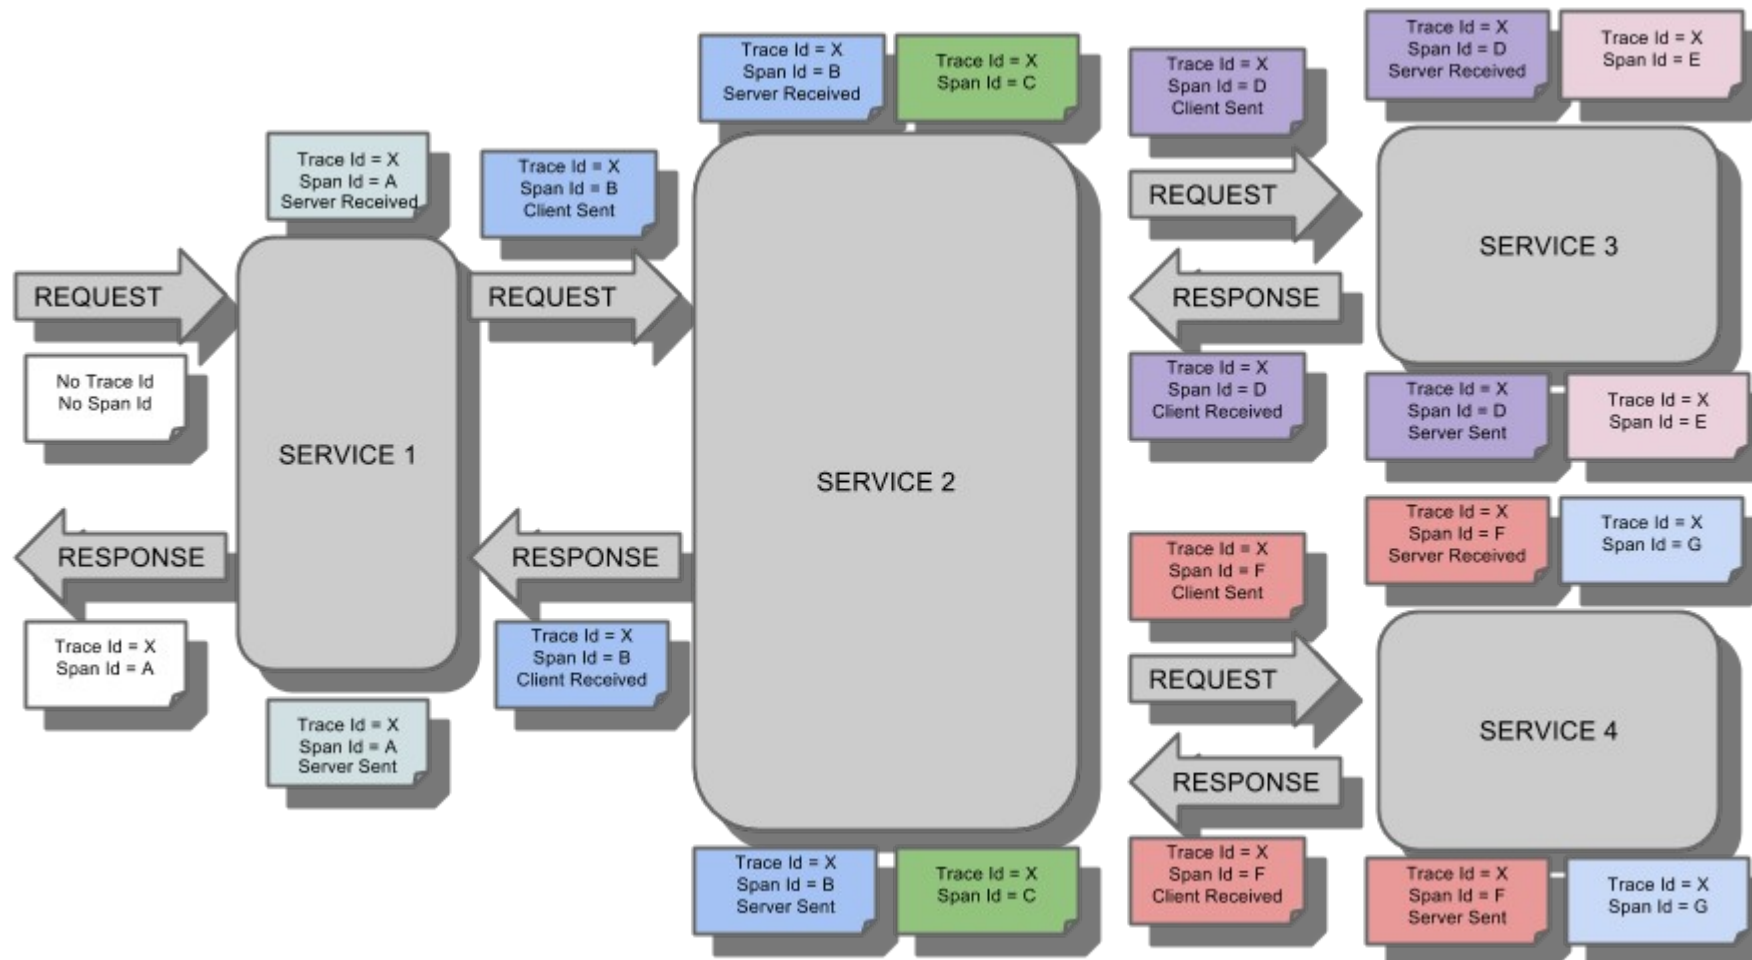 Trace Id = X
Span Id = B
Server Received
Trace Id = X
Span Id = C
Trace Id = X
Span Id = D
Client Sent
Trace Id = X
Span Id = D
Server Received
Trace Id = X
Span Id = E
Trace Id = X
Span Id = A
Server Received
Trace Id = X
Span Id = B
Client Sent
REQUEST
SERVICE 3
REQUEST
REQUEST
RESPONSE
No Trace Id
No Span Id
Trace Id = X
Span Id = D
Client Received
Trace Id = X
Span Id = D
Server Sent
Trace Id = X
Span Id = E
SERVICE 1
SERVICE 2
Trace Id = X
Span Id = F
Server Received
Trace Id = X
Span Id = G
RESPONSE
RESPONSE
Trace Id = X
Span Id = F
Client Sent
Trace Id = X
Span Id = A
Trace Id = X
Span Id = B
Client Received
REQUEST
SERVICE 4
Trace Id = X
Span Id = A
Server Sent
RESPONSE
Trace Id = X
Span Id = B
Server Sent
Trace Id = X
Span Id = C
Trace Id = X
Span Id = F
Client Received
Trace Id = X
Span Id = F
Server Sent
Trace Id = X
Span Id = G